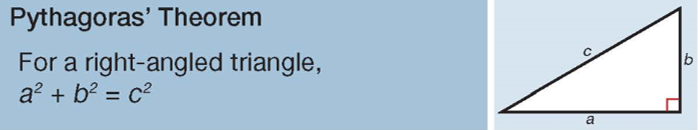 Pythagoras’ Theorem
For a right-angled triangle,
a² + b² = c²
c
b
a